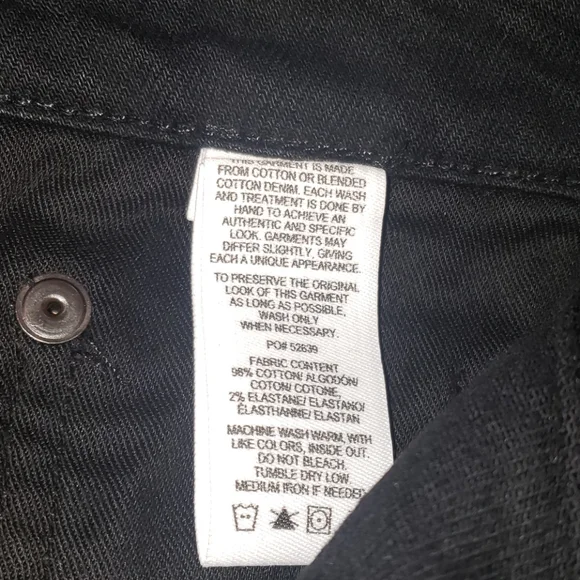 THIS GARMENT IS MADE
FROM COTTON OR BLENDED
COTTON DENIM. EACH WASH
AND TREATMENT IS DONE BY
HAND TO ACHIEVE AN
AUTHENTIC AND SPECIFIC
LOOK. GARMENTS MAY
DIFFER SLIGHTLY, GIVING
EACH A UNIQUE APPEARANCE.
TO PRESERVE THE ORIGINAL
LOOK OF THIS GARMENT
AS LONG AS POSSIBLE,
WASH ONLY
WHEN NECESSARY.
PO# 52639
FABRIC CONTENT
98% COTTON/ ALGODÓN/
COTON/ COTONE,
2% ELASTANE/ ELASTANO/
ÉLASTHANNE/ ELASTAN
MACHINE WASH WARM, WITH
LIKE COLORS, INSIDE OUT.
DO NOT BLEACH.
TUMBLE DRY LOW.
MEDIUM IRON IF NEEDED